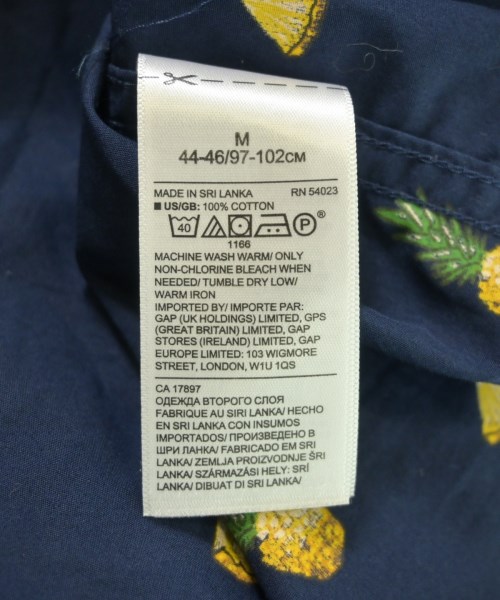 M
44-46/97-102СМ
MADE IN SRI LANKA RN 54023
■ US/GB: 100% COTTON
40 P ®
1166
MACHINE WASH WARM/ ONLY
NON-CHLORINE BLEACH WHEN
NEEDED/ TUMBLE DRY LOW/
WARM IRON
IMPORTED BY/ IMPORTE PAR:
GAP (UK HOLDINGS) LIMITED, GPS
(GREAT BRITAIN) LIMITED, GAP
STORES (IRELAND) LIMITED, GAP
EUROPE LIMITED: 103 WIGMORE
STREET, LONDON, W1U 1QS
CA 17897
ОДЕЖДА ВТОРОГО СЛОЯ
FABRIQUE AU SIRI LANKA/ HECHO
EN SRI LANKA CON INSUMOS
IMPORTADOS/ ПРОИЗВЕДЕНО В
ШРИ ЛАНКА/ FABRICADO EM SRI
LANKA/ ZEMLJA PROIZVODNJE ŠRI
LANKA/ SZÁRMAZÁSI HELY: SRÍ
LANKA/ DIBUAT DI SRI LANKA/